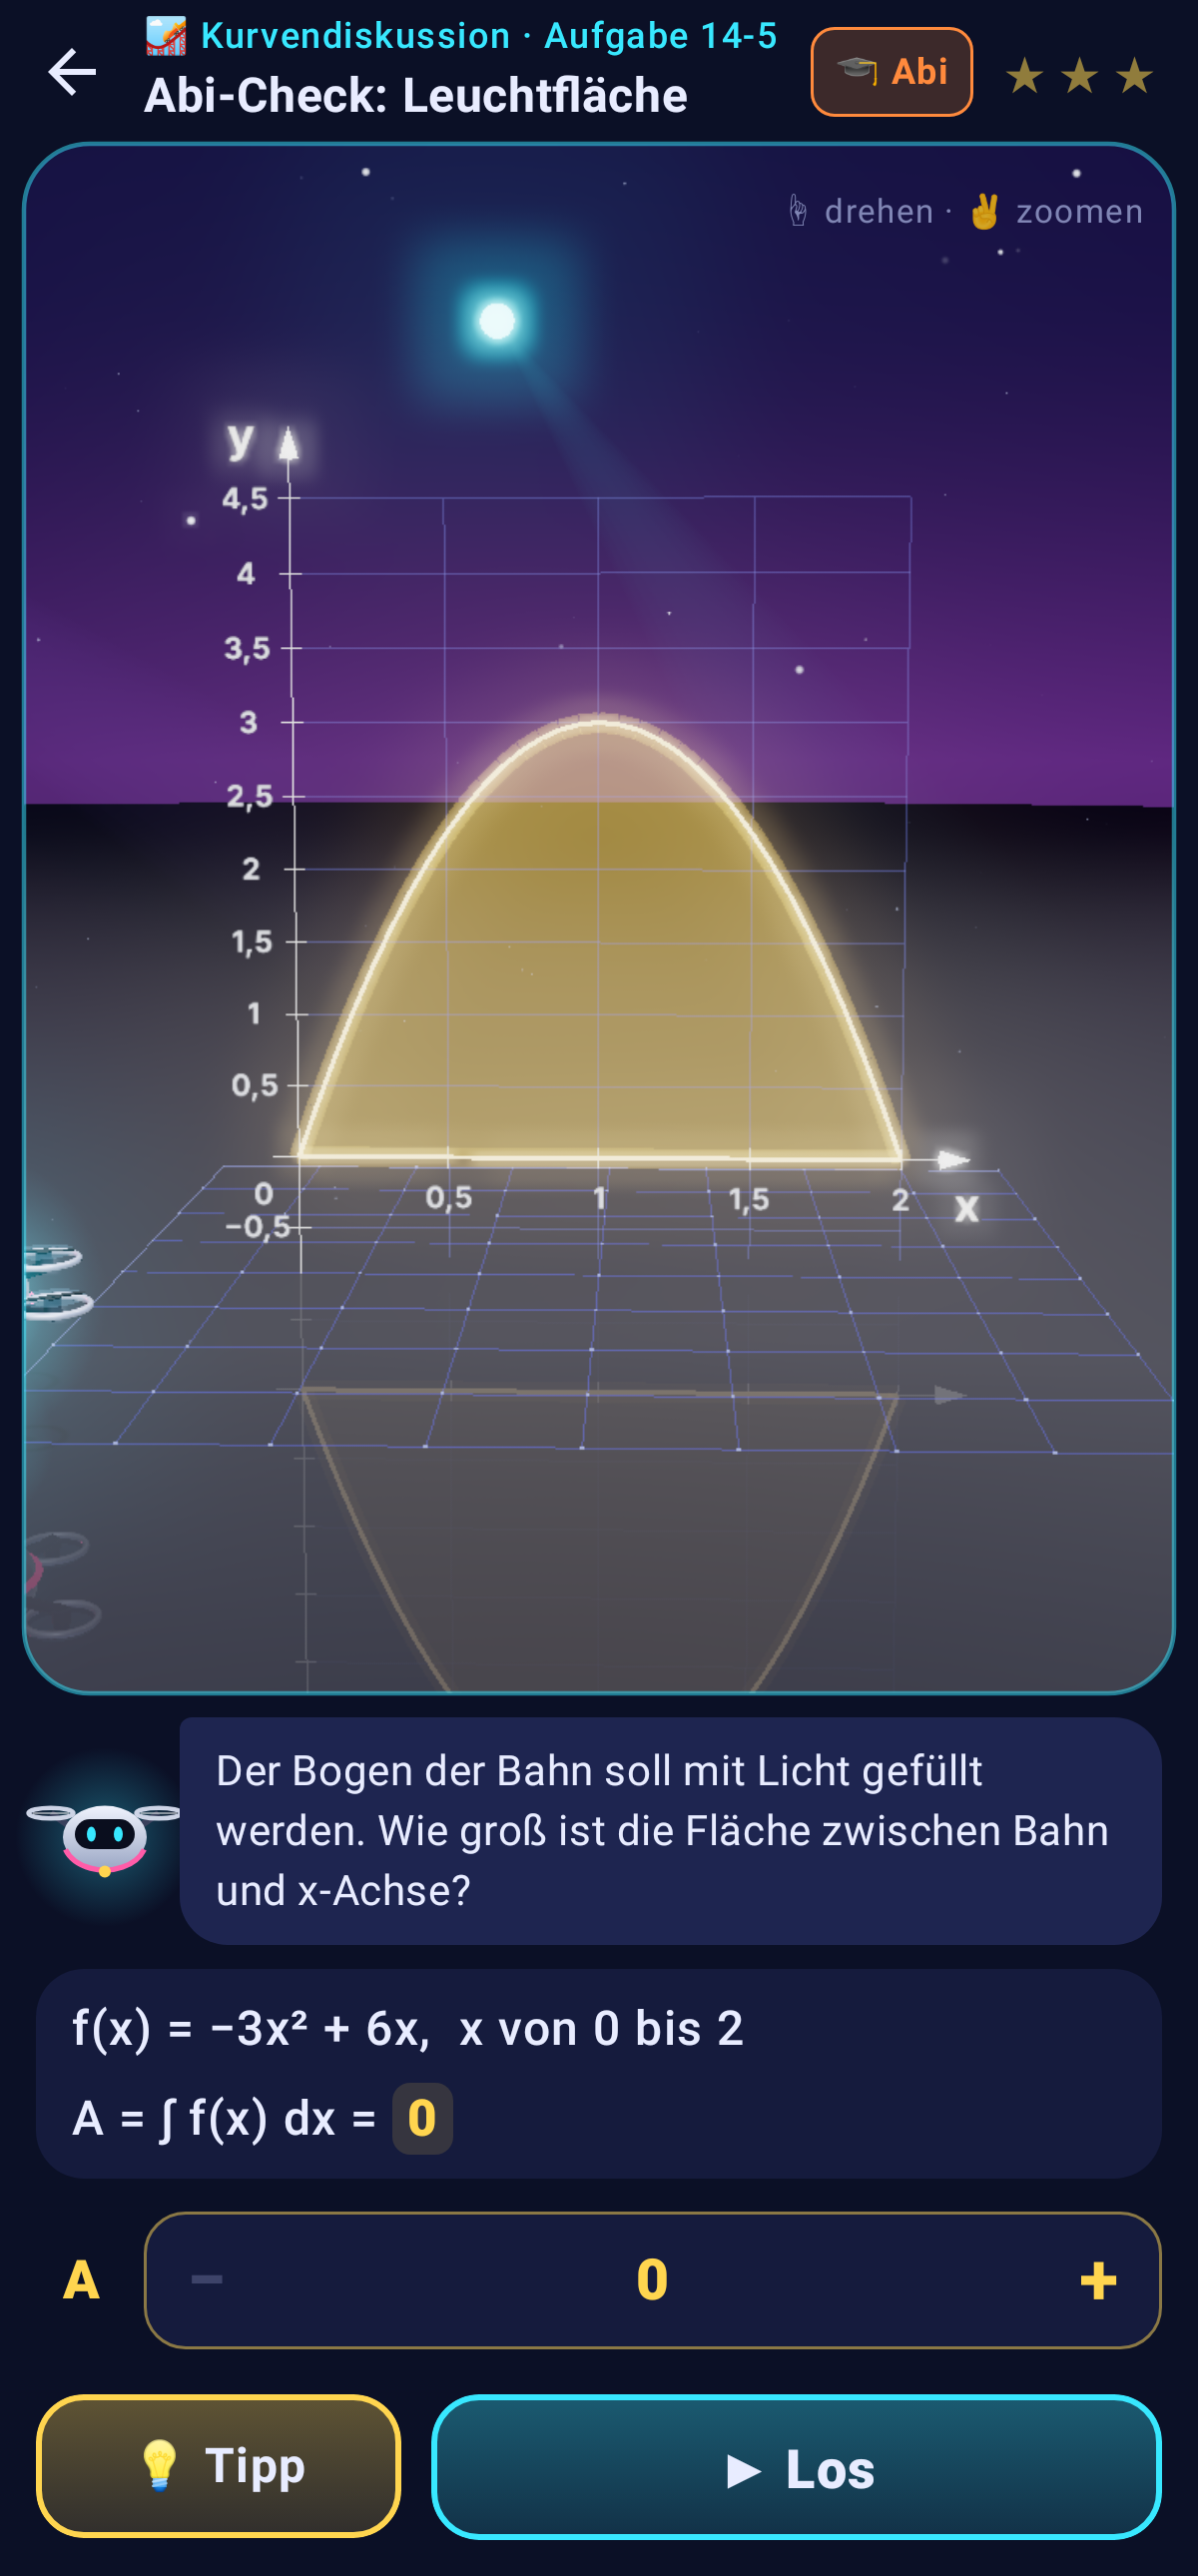 Kurvendiskussion · Aufgabe 14-5
Abi-Check: Leuchtfläche
Abi
drehen · zoomen
y
4,5
4
3,5
3
2,5
2
1,5
1
0,5
0
0,5
1
1,5
2
x
−0,5
Der Bogen der Bahn soll mit Licht gefüllt
werden. Wie groß ist die Fläche zwischen Bahn
und x-Achse?
f(x) = −3x² + 6x, x von 0 bis 2
A = ∫ f(x) dx = 0
A − 0 +
Tipp
Los